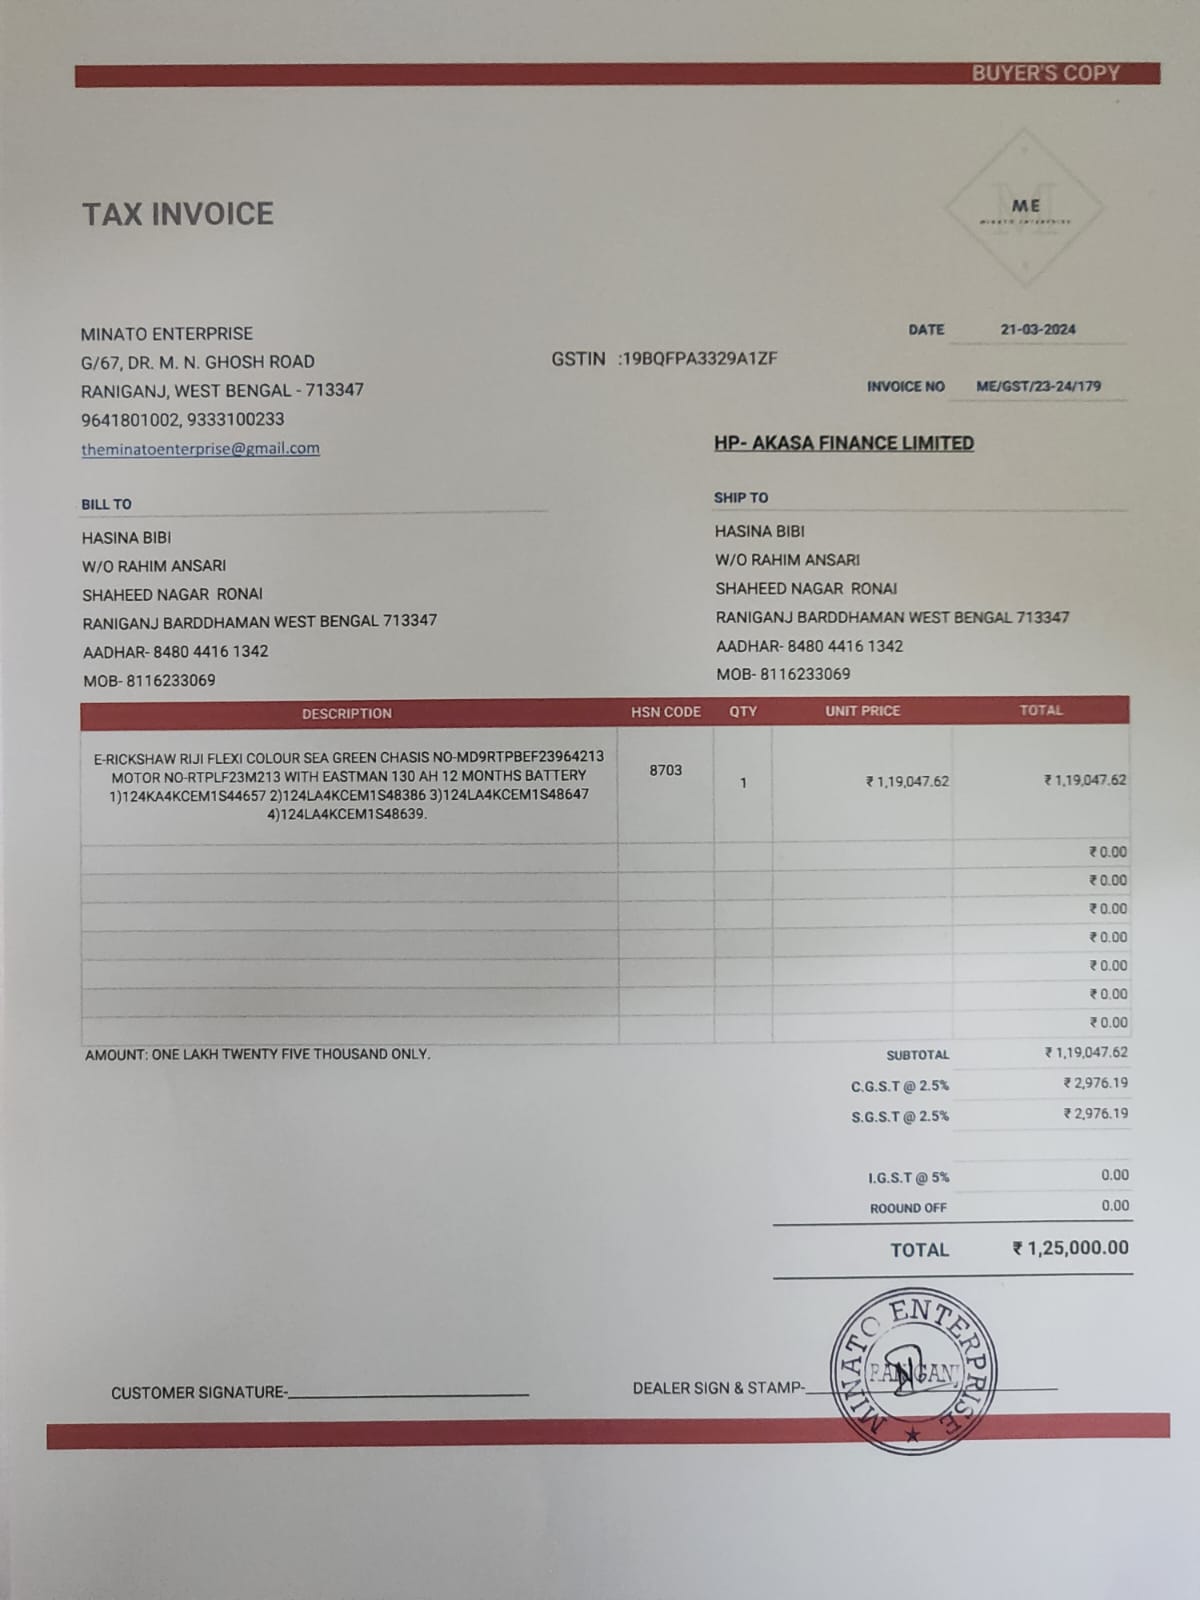 BUYER'S COPY
ME
MINATO ENTERPRISE
TAX INVOICE
MINATO ENTERPRISE
G/67, DR. M. N. GHOSH ROAD
RANIGANJ, WEST BENGAL - 713347
9641801002, 9333100233
theminatoenterprise@gmail.com
GSTIN :19BQFPA3329A1ZF
DATE 21-03-2024
INVOICE NO ME/GST/23-24/179
HP- AKASA FINANCE LIMITED
BILL TO
HASINA BIBI
W/O RAHIM ANSARI
SHAHEED NAGAR RONAI
RANIGANJ BARDDHAMAN WEST BENGAL 713347
AADHAR- 8480 4416 1342
MOB- 8116233069
SHIP TO
HASINA BIBI
W/O RAHIM ANSARI
SHAHEED NAGAR RONAI
RANIGANJ BARDDHAMAN WEST BENGAL 713347
AADHAR- 8480 4416 1342
MOB- 8116233069
DESCRIPTION HSN CODE QTY UNIT PRICE TOTAL
E-RICKSHAW RIJI FLEXI COLOUR SEA GREEN CHASIS NO-MD9RTPBEF23964213
MOTOR NO-RTPLF23M213 WITH EASTMAN 130 AH 12 MONTHS BATTERY
1)124KA4KCEM1S44657 2)124LA4KCEM1S48386 3)124LA4KCEM1S48647
4)124LA4KCEM1S48639.
8703 1 ₹ 1,19,047.62 ₹ 1,19,047.62
₹ 0.00
₹ 0.00
₹ 0.00
₹ 0.00
₹ 0.00
₹ 0.00
₹ 0.00
AMOUNT: ONE LAKH TWENTY FIVE THOUSAND ONLY.
SUBTOTAL ₹ 1,19,047.62
C.G.S.T @ 2.5% ₹ 2,976.19
S.G.S.T @ 2.5% ₹ 2,976.19
I.G.S.T @ 5% 0.00
ROOUND OFF 0.00
TOTAL ₹ 1,25,000.00
CUSTOMER SIGNATURE-
DEALER SIGN & STAMP-
MINATO ENTERPRISE
RANIGANJ